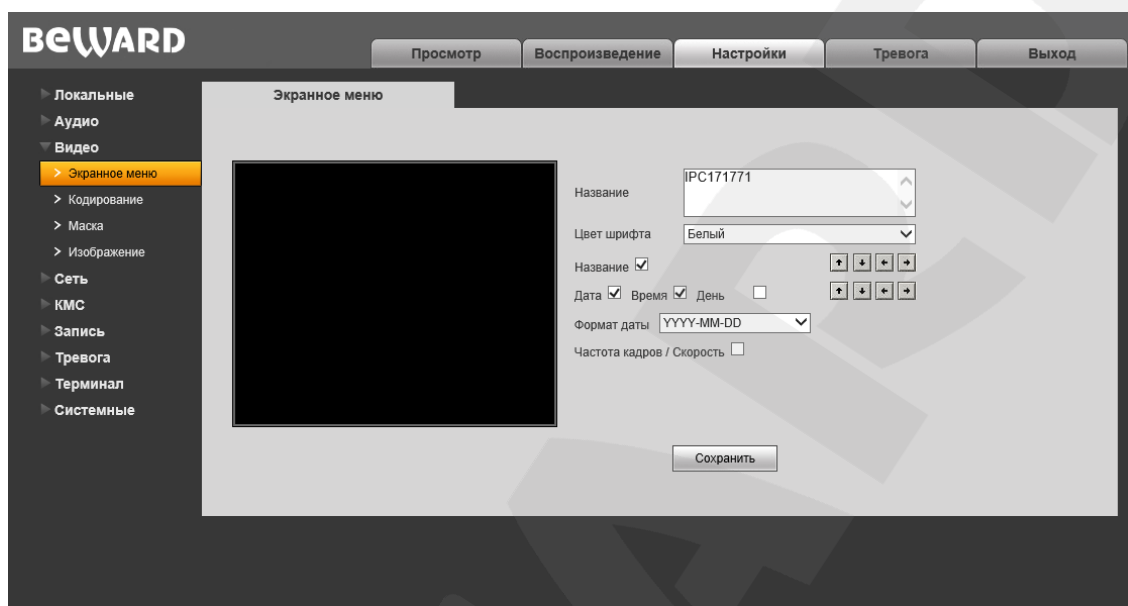 BEWARD
Просмотр Воспроизведение Настройки Тревога Выход
Локальные
Аудио
Видео
> Экранное меню
> Кодирование
> Маска
> Изображение
Сеть
КМС
Запись
Тревога
Терминал
Системные
Экранное меню
Название IPC171771
Цвет шрифта Белый
Название
Дата Время День
Формат даты YYYY-MM-DD
Частота кадров / Скорость
Сохранить